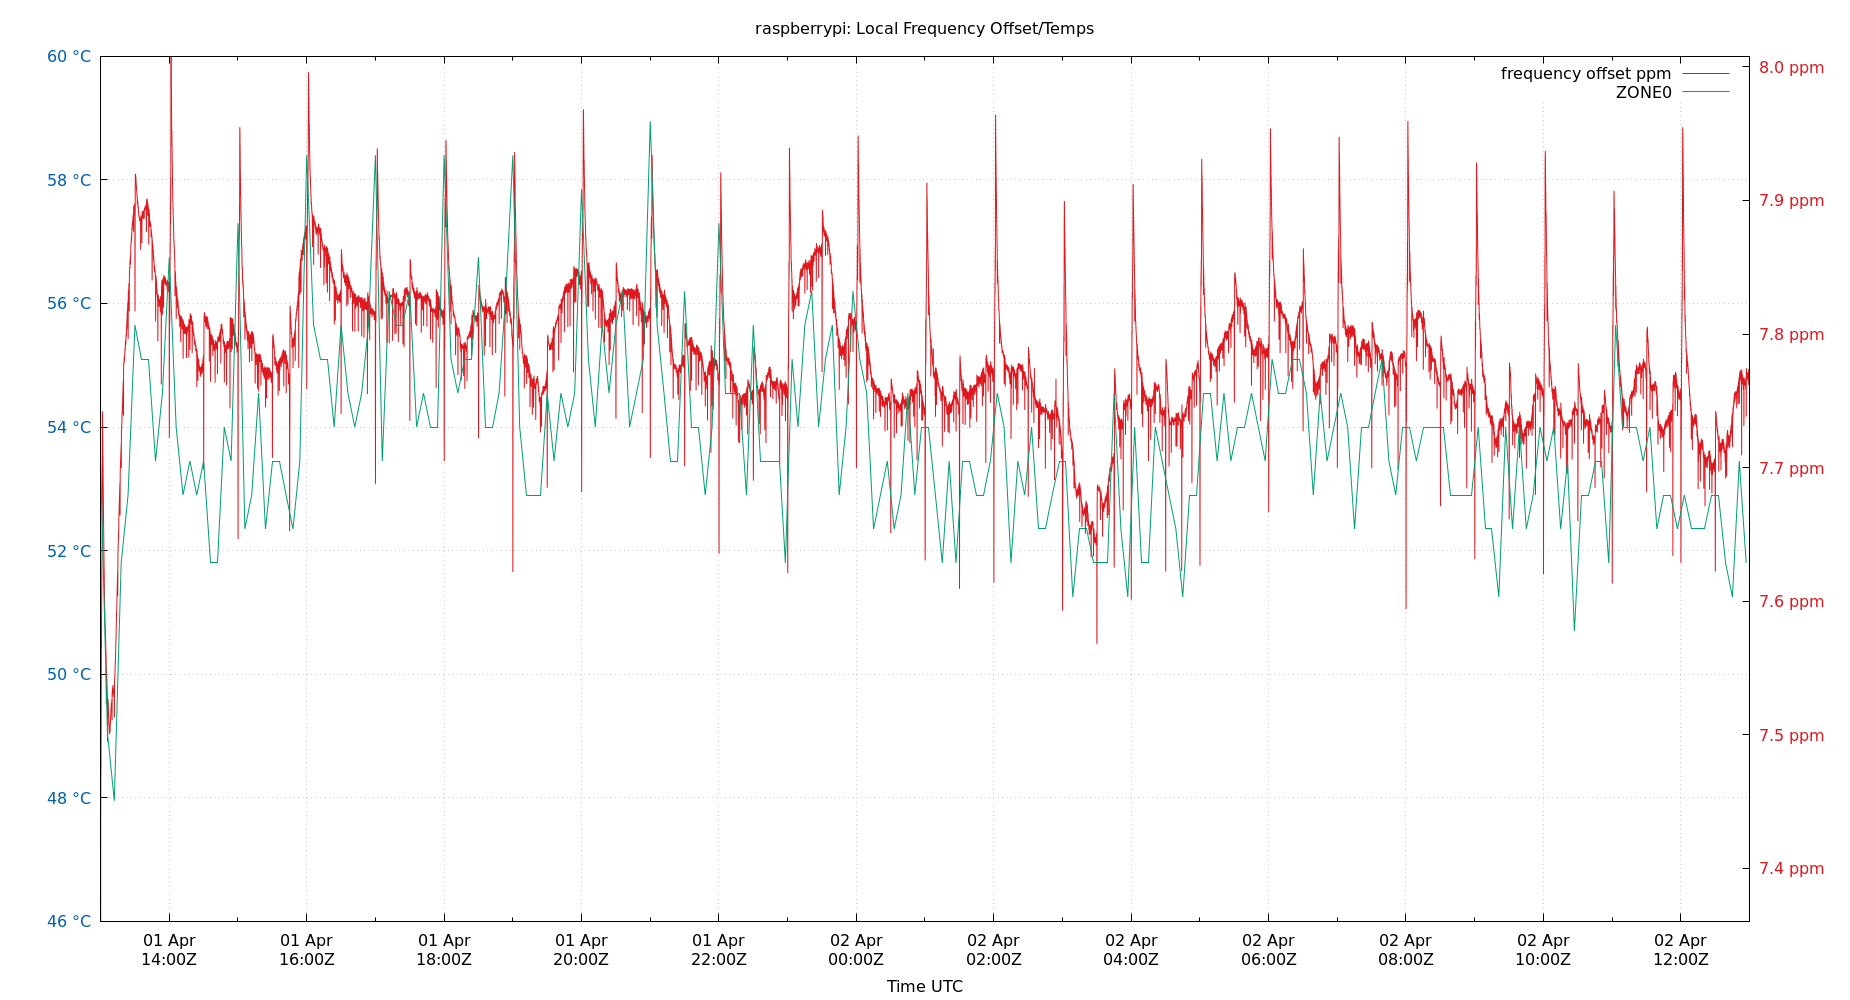 raspberrypi: Local Frequency Offset/Temps
60 °C
58 °C
56 °C
54 °C
52 °C
50 °C
48 °C
46 °C
frequency offset ppm
ZONE0
8.0 ppm
7.9 ppm
7.8 ppm
7.7 ppm
7.6 ppm
7.5 ppm
7.4 ppm
01 Apr 01 Apr 01 Apr 01 Apr 01 Apr 02 Apr 02 Apr 02 Apr 02 Apr 02 Apr 02 Apr 02 Apr
14:00Z 16:00Z 18:00Z 20:00Z 22:00Z 00:00Z 02:00Z 04:00Z 06:00Z 08:00Z 10:00Z 12:00Z
Time UTC